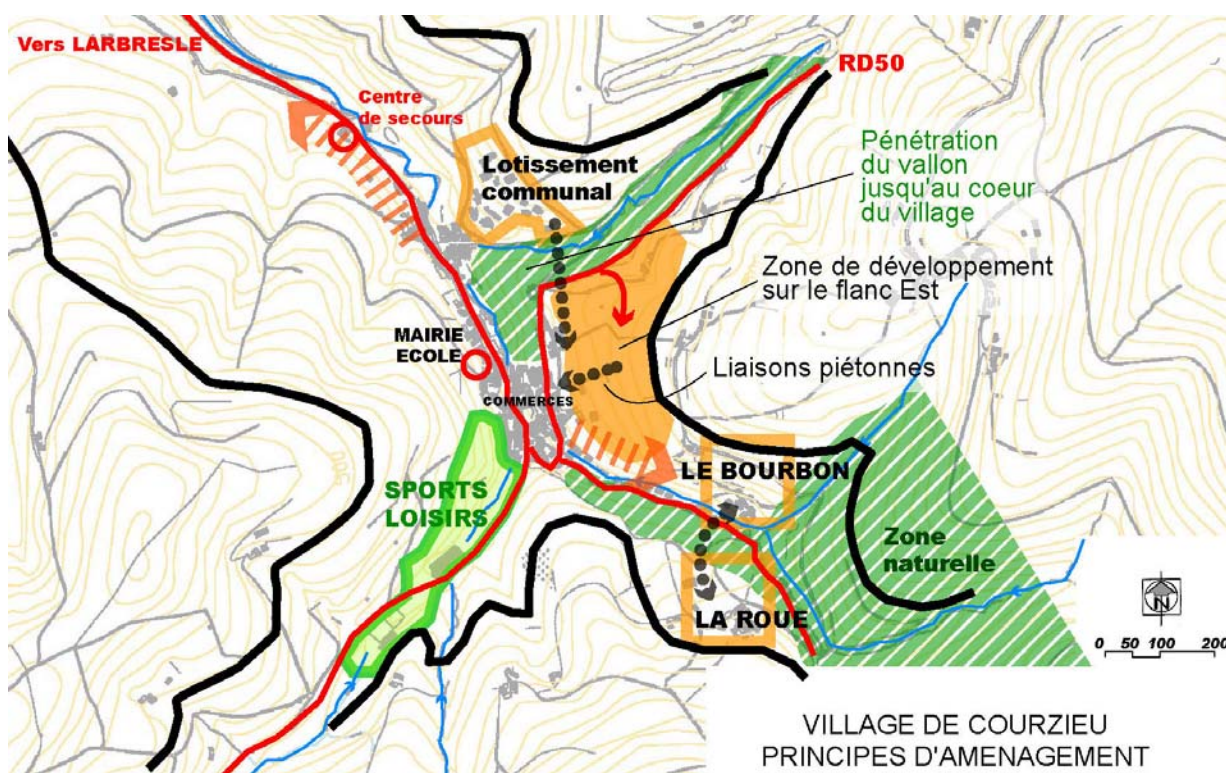 Vers LARBRESLE
RD50
Centre
de secours
Pénétration
du vallon
jusqu'au coeur
du village
Lotissement
communal
Zone de développement
sur le flanc Est
MAIRIE
ECOLE
Liaisons piétonnes
COMMERCES
LE BOURBON
SPORTS
LOISIRS
Zone
naturelle
LA ROUE
N
0 50 100 200
VILLAGE DE COURZIEU
PRINCIPES D'AMENAGEMENT